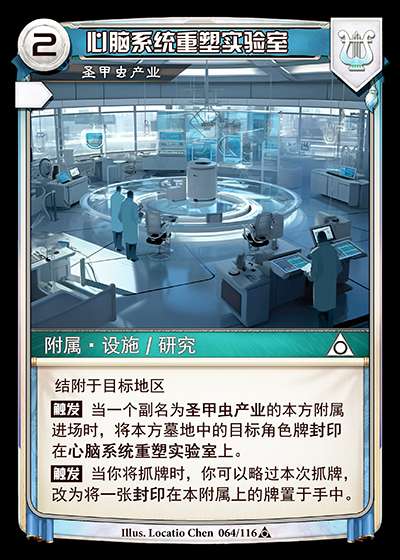 2
心脑系统重塑实验室
圣甲虫产业
附属·设施 / 研究
结附于目标地区
触发 当一个副名为圣甲虫产业的本方附属
进场时，将本方墓地中的目标角色牌封印
在心脑系统重塑实验室上。
触发 当你将抓牌时，你可以略过本次抓牌，
改为将一张封印在本附属上的牌置于手中。
Illus. Locatio Chen 064/116